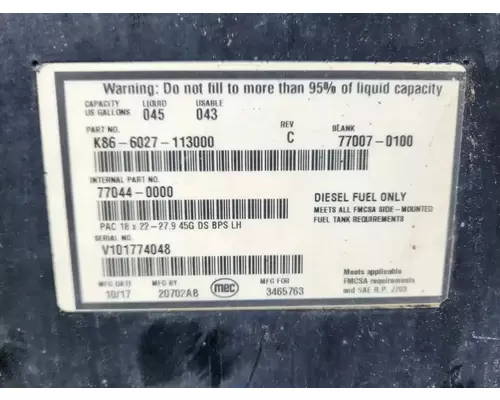 Warning: Do not fill to more than 95% of liquid capacity
CAPACITY LIQUID USABLE
US GALLONS 045 043
PART NO. REV BLANK
K86-6027-113000 C 77007-0100
INTERNAL PART NO.
77044-0000
DIESEL FUEL ONLY
MEETS ALL FMCSA SIDE-MOUNTED
FUEL TANK REQUIREMENTS
PAC 18 x 22-27.9 45G DS BPS LH
SERIAL NO.
V101774048
MFG DATE MFG BY MFG FOR
10/17 20702AB mec 3465763
Meets applicable
FMCSA requirements
and SAE R.P. J703